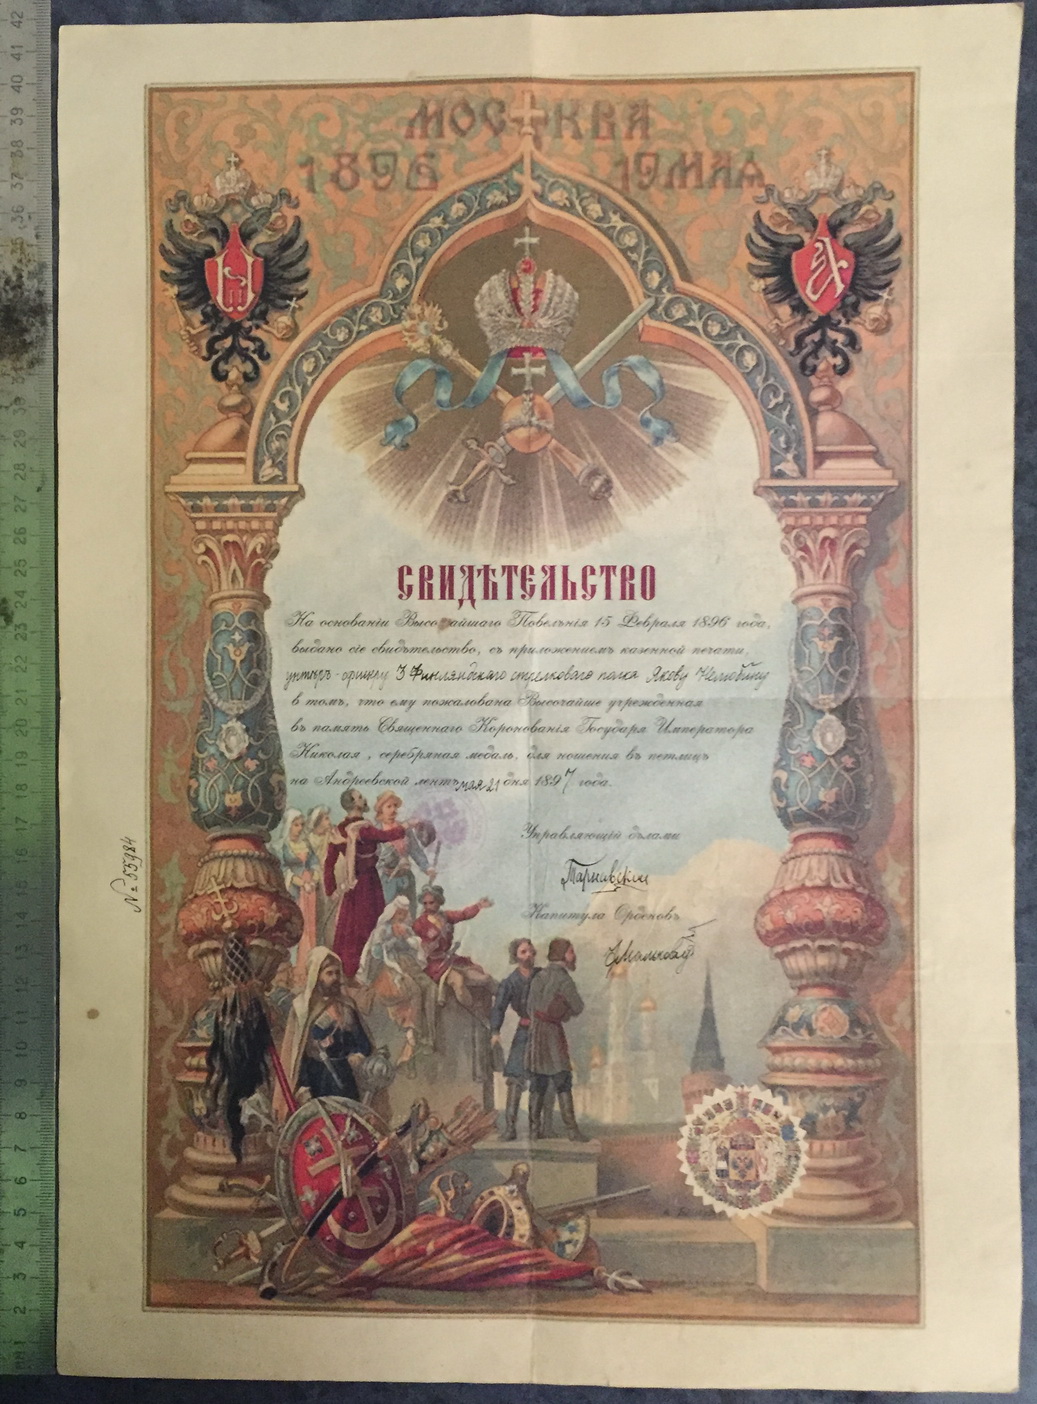 МОСКВА
1896 19 МАЯ
СВИДѢТЕЛЬСТВО
На основаніи Высочайшаго Повелѣнія 15 Февраля 1896 года,
выдано сіе свидѣтельство, съ приложеніемъ казенной печати,
унтеръ-офицеру 3 Финляндскаго стрѣлковаго полка Якову Челюбину
в томъ, что ему пожалована Высочайше учрежденная
въ память Священнаго Коронованія Государя Императора
Николая, серебряная медаль, для ношенія въ петлицѣ
на Андреевской лентѣ мая 21 дня 1897 года.
Управляющій дѣлами
Капитула Орденовъ
№ 55984